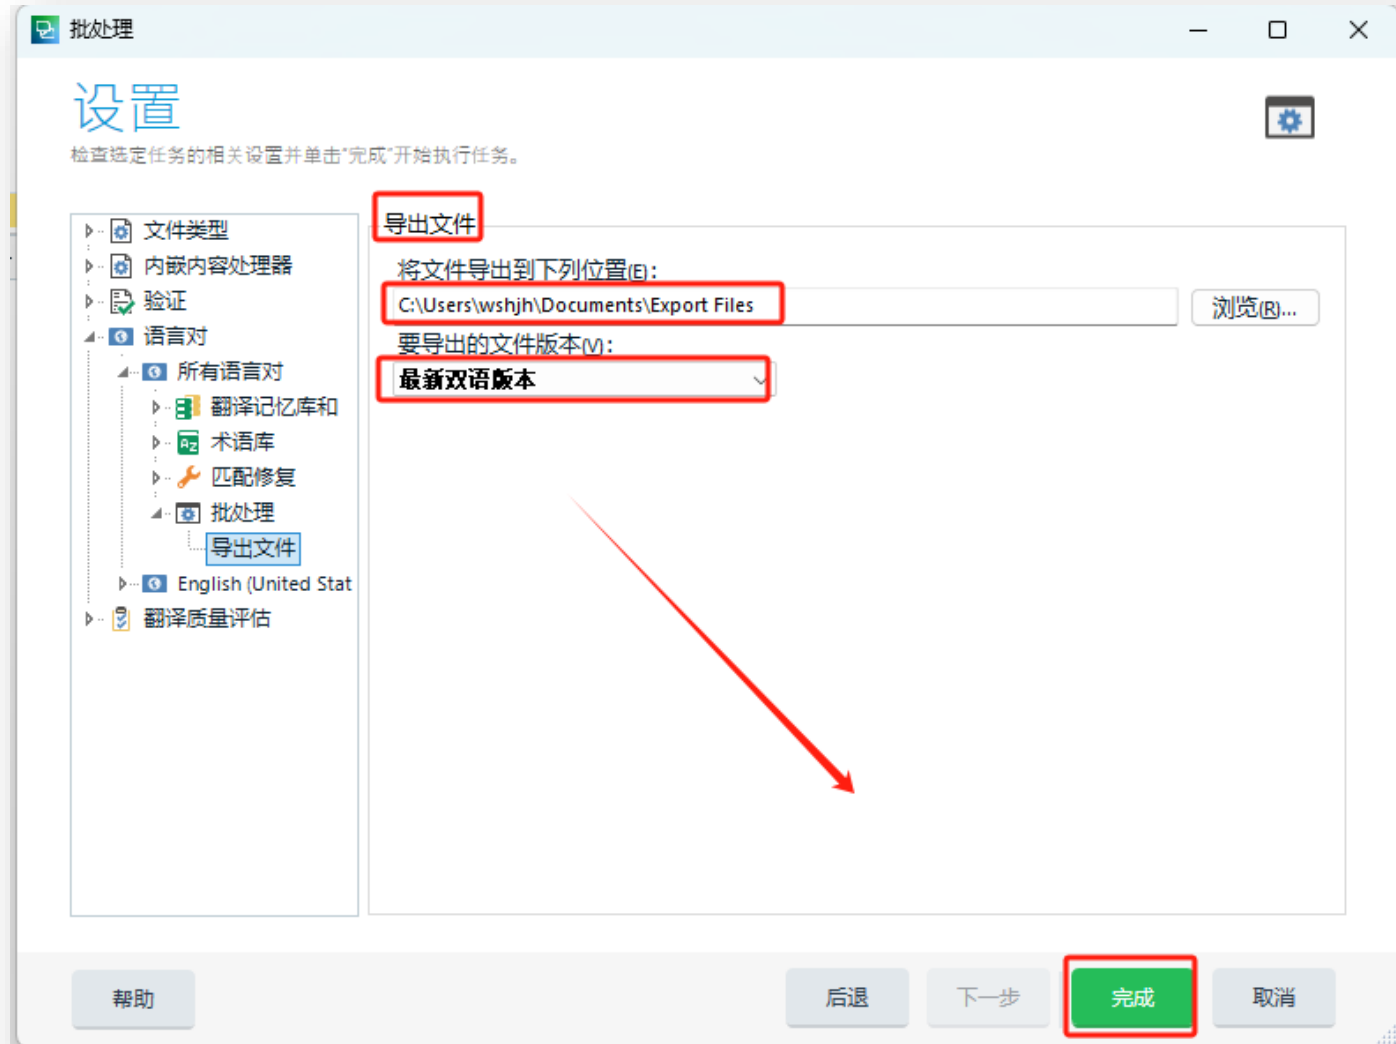 批处理
设置
检查选定任务的相关设置并单击"完成"开始执行任务。
文件类型
内嵌内容处理器
验证
语言对
所有语言对
翻译记忆库和
术语库
匹配修复
批处理
导出文件
English (United Stat
翻译质量评估
导出文件
将文件导出到下列位置(E):
C:\Users\wshjh\Documents\Export Files
浏览(R)...
要导出的文件版本(V):
最新双语版本
帮助
后退
下一步
完成
取消